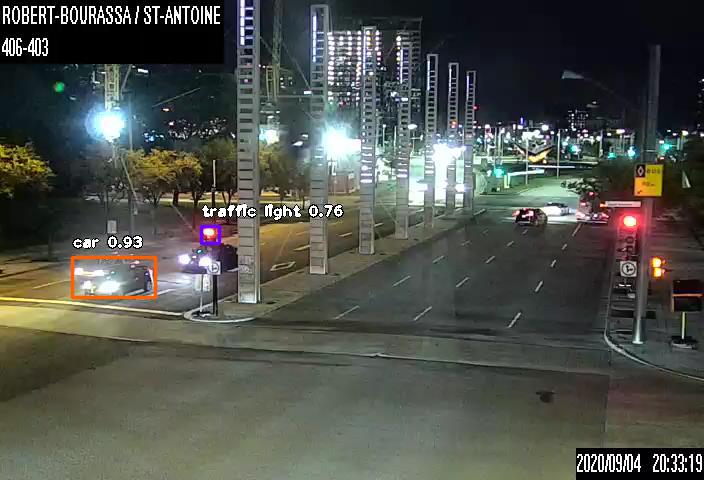 ROBERT-BOURASSA / ST-ANTOINE
406-403
traffic light 0.76
car 0.93
2020/09/04 20:33:19